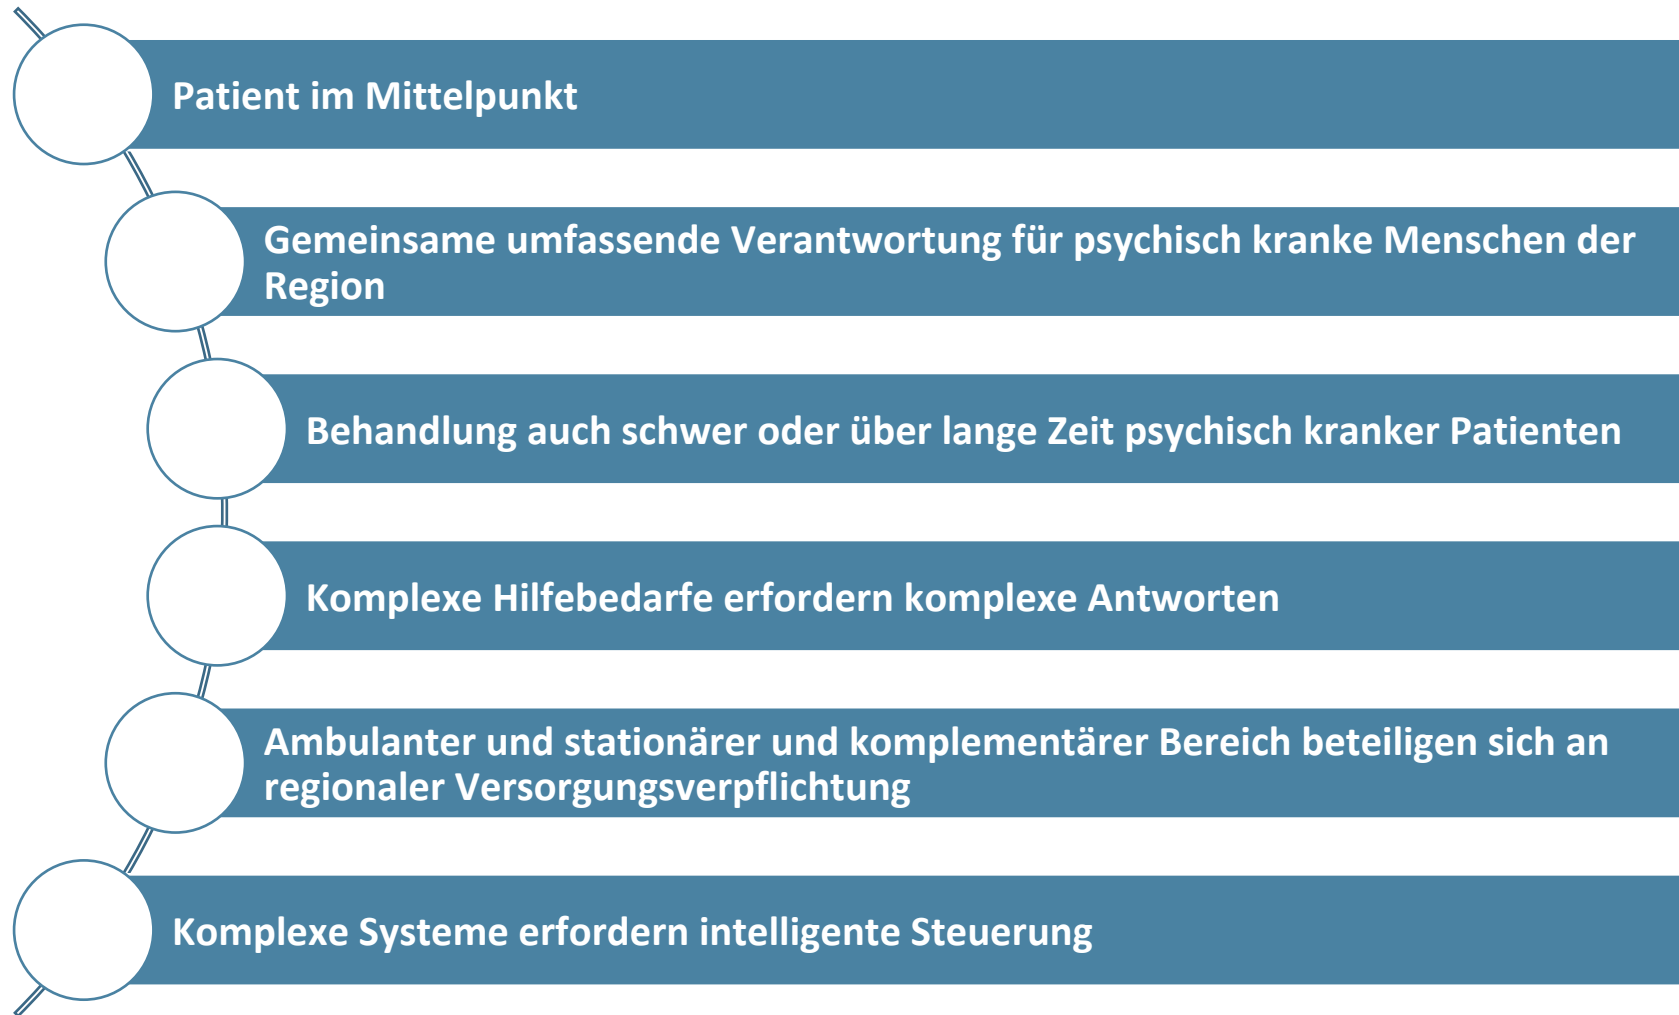 Patient im Mittelpunkt
Gemeinsame umfassende Verantwortung für psychisch kranke Menschen der
Region
Behandlung auch schwer oder über lange Zeit psychisch kranker Patienten
Komplexe Hilfebedarfe erfordern komplexe Antworten
Ambulanter und stationärer und komplementärer Bereich beteiligen sich an
regionaler Versorgungsverpflichtung
Komplexe Systeme erfordern intelligente Steuerung